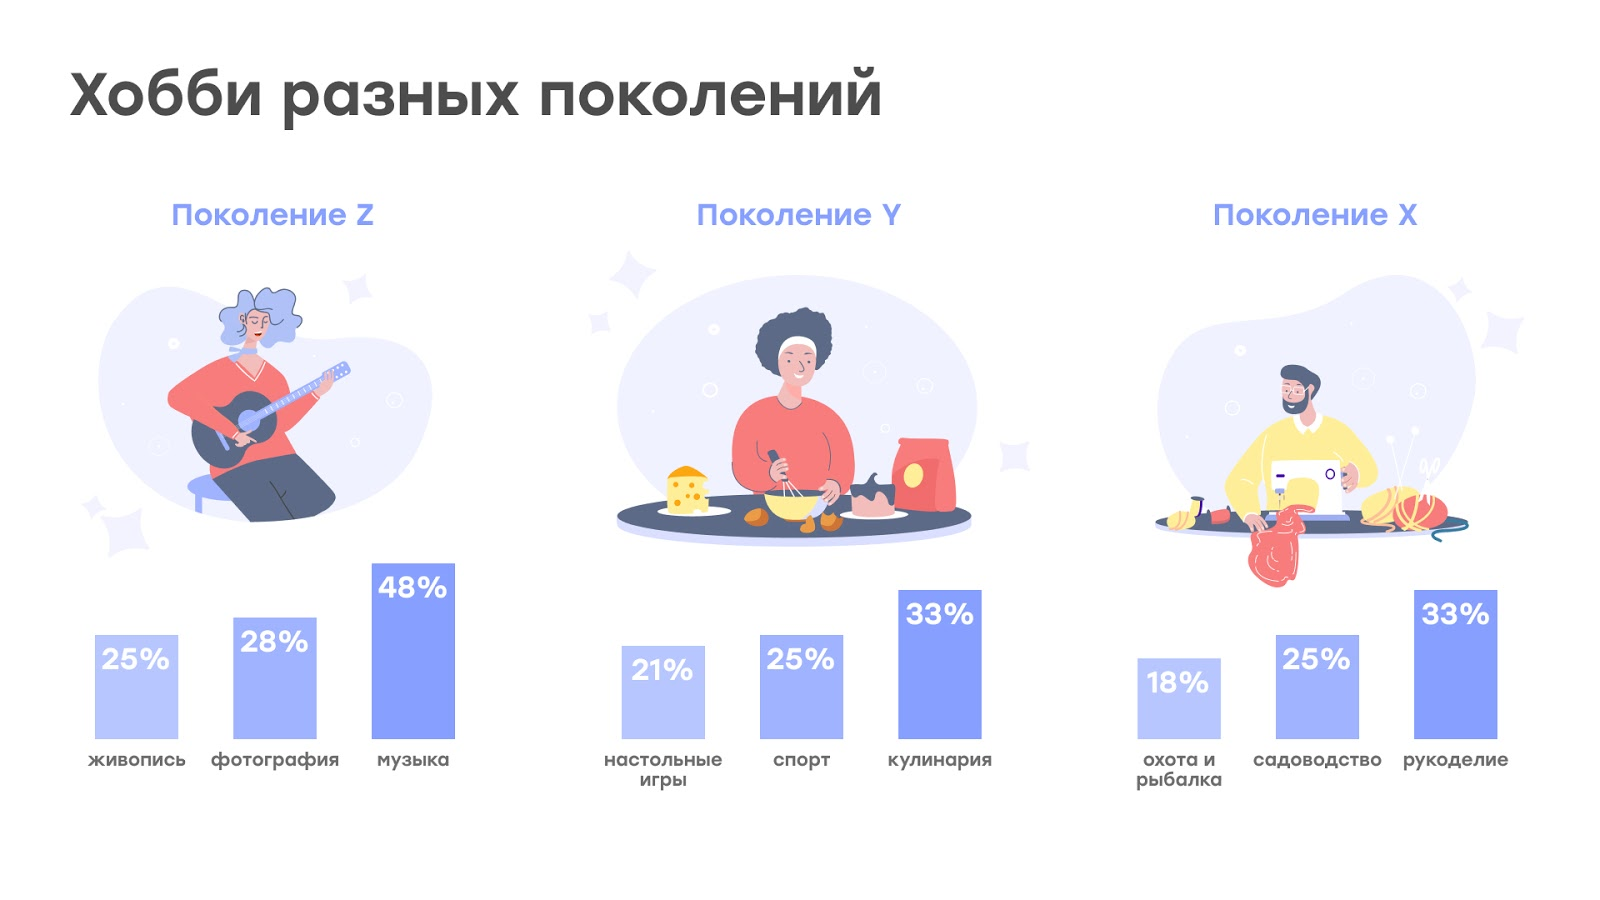 Хобби разных поколений
Поколение Z
25%
28%
48%
живопись
фотография
музыка
Поколение Y
21%
25%
33%
настольные
игры
спорт
кулинария
Поколение X
18%
25%
33%
охота и
рыбалка
садоводство
рукоделие